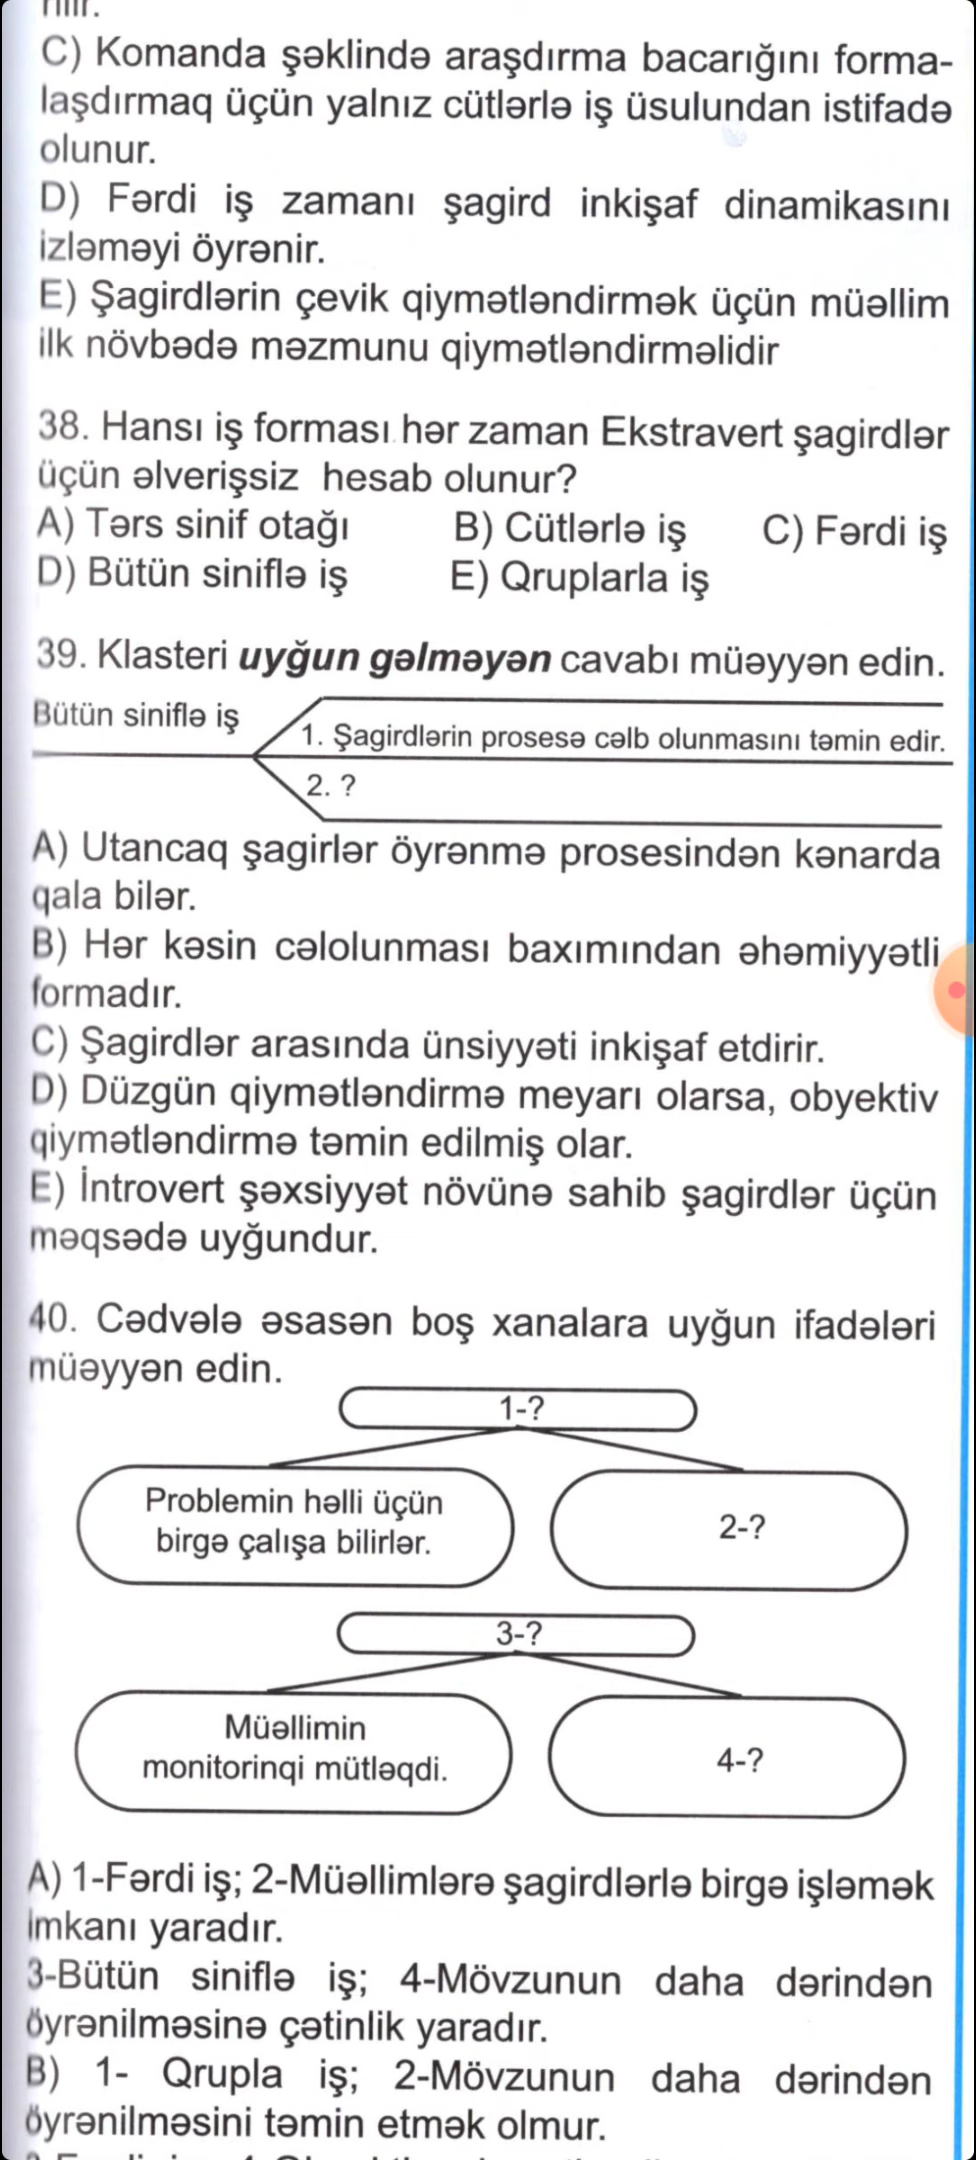 C) Komanda şəklində araşdırma bacarığını forma-
laşdırmaq üçün yalnız cütlərlə iş üsulundan istifadə
olunur.
D) Fərdi iş zamanı şagird inkişaf dinamikasını
izləməyi öyrənir.
E) Şagirdlərin çevik qiymətləndirmək üçün müəllim
ilk növbədə məzmunu qiymətləndirməlidir
38. Hansı iş forması hər zaman Ekstravert şagirdlər
üçün əlverişsiz hesab olunur?
A) Tərs sinif otağı B) Cütlərlə iş C) Fərdi iş
D) Bütün siniflə iş E) Qruplarla iş
39. Klasteri uyğun gəlməyən cavabı müəyyən edin.
Bütün siniflə iş
1. Şagirdlərin prosesə cəlb olunmasını təmin edir.
2. ?
A) Utancaq şagirlər öyrənmə prosesindən kənarda
qala bilər.
B) Hər kəsin cəlolunması baxımından əhəmiyyətli
formadır.
C) Şagirdlər arasında ünsiyyəti inkişaf etdirir.
D) Düzgün qiymətləndirmə meyarı olarsa, obyektiv
qiymətləndirmə təmin edilmiş olar.
E) İntrovert şəxsiyyət növünə sahib şagirdlər üçün
məqsədə uyğundur.
40. Cədvələ əsasən boş xanalara uyğun ifadələri
müəyyən edin.
1-?
Problemin həlli üçün
birgə çalışa bilirlər.
2-?
3-?
Müəllimin
monitorinqi mütləqdi.
4-?
A) 1-Fərdi iş; 2-Müəllimlərə şagirdlərlə birgə işləmək
imkanı yaradır.
3-Bütün siniflə iş; 4-Mövzunun daha dərindən
öyrənilməsinə çətinlik yaradır.
B) 1- Qrupla iş; 2-Mövzunun daha dərindən
öyrənilməsini təmin etmək olmur.